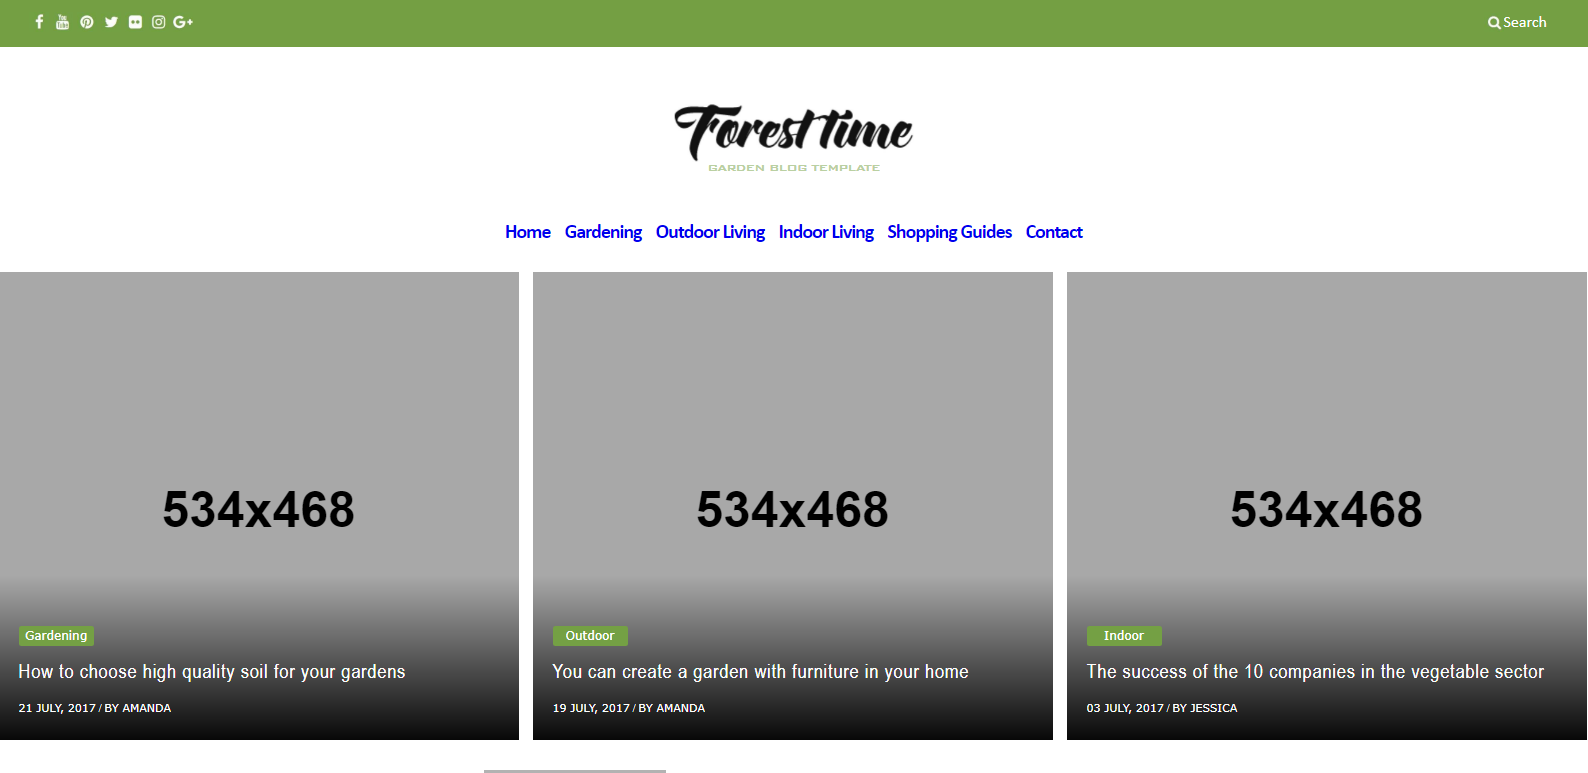 Search
Forest time
GARDEN BLOG TEMPLATE
Home Gardening Outdoor Living Indoor Living Shopping Guides Contact
534x468
Gardening
How to choose high quality soil for your gardens
21 JULY, 2017 / BY AMANDA
534x468
Outdoor
You can create a garden with furniture in your home
19 JULY, 2017 / BY AMANDA
534x468
Indoor
The success of the 10 companies in the vegetable sector
03 JULY, 2017 / BY JESSICA